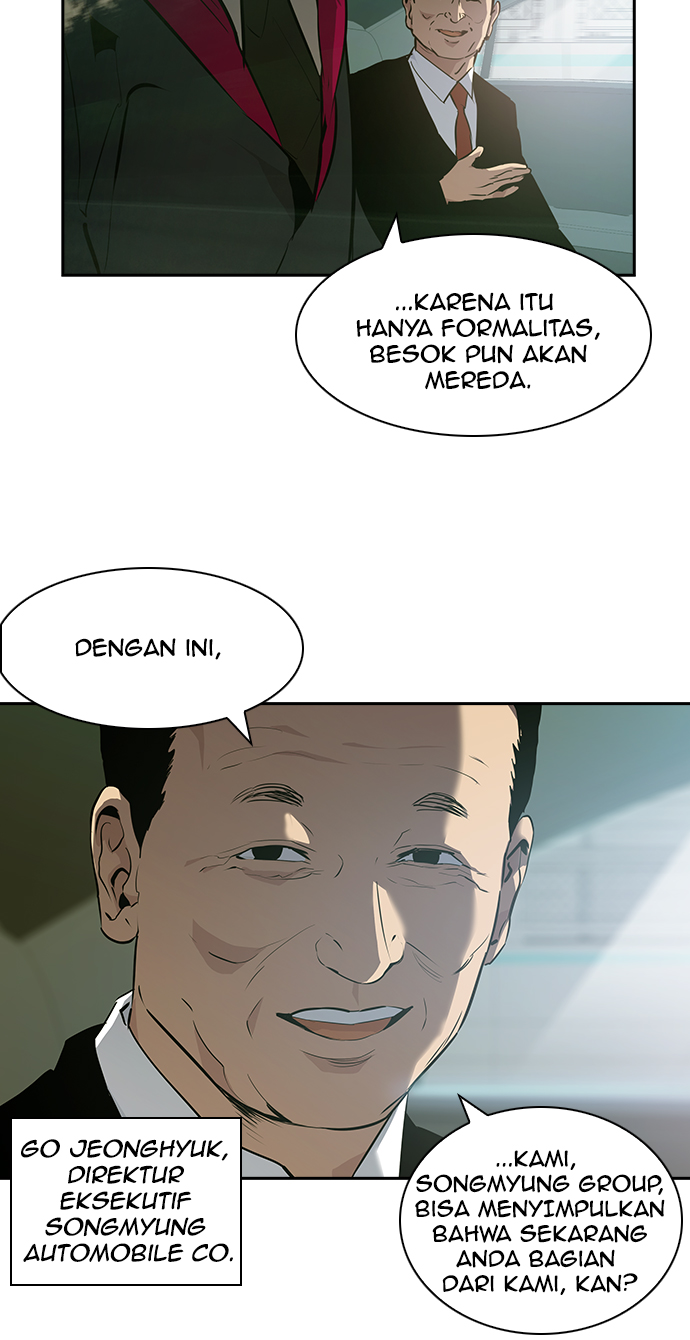 ...KARENA ITU
HANYA FORMALITAS,
BESOK PUN AKAN
MEREDA.
DENGAN INI,
GO JEONGHYUK,
DIREKTUR
EKSEKUTIF
SONGMYUNG
AUTOMOBILE CO.
...KAMI,
SONGMYUNG GROUP,
BISA MENYIMPULKAN
BAHWA SEKARANG
ANDA BAGIAN
DARI KAMI, KAN?